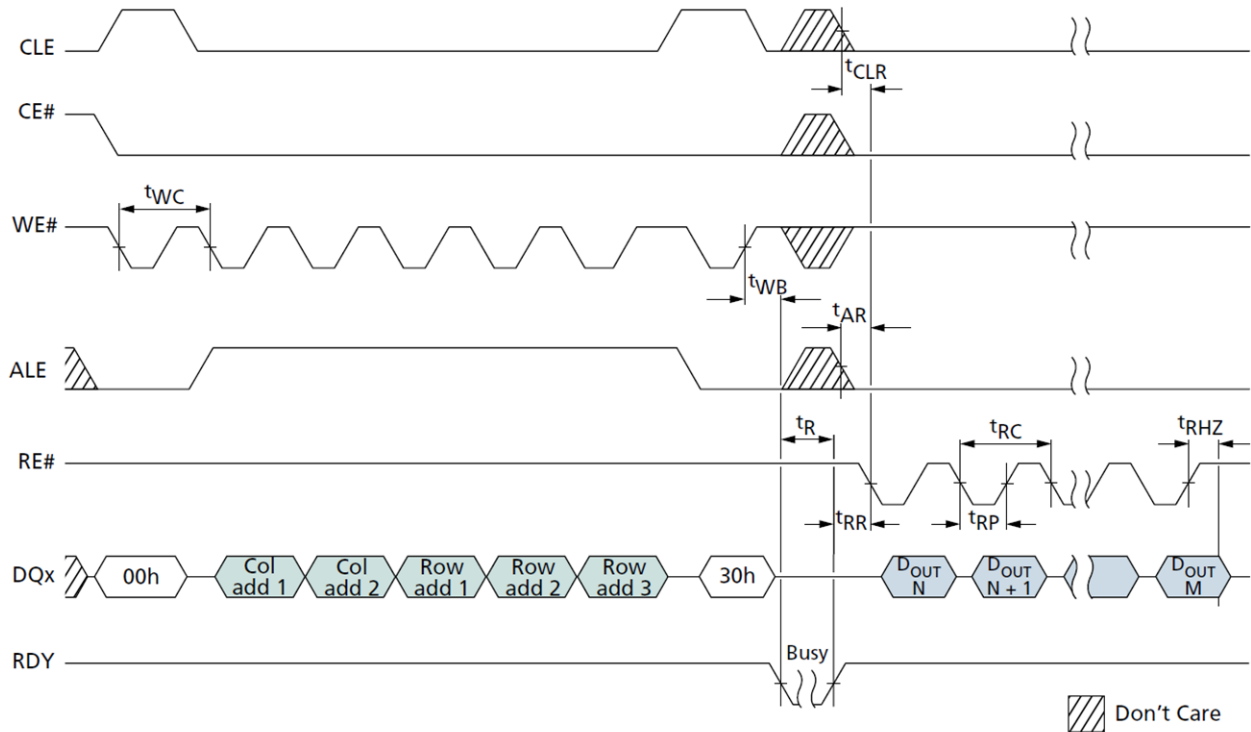 CLE
tCLR
CE#
tWC
WE#
tWB
tAR
ALE
tR
tRC
tRHZ
RE#
tRR
tRP
DQx
00h
Col
add 1
Col
add 2
Row
add 1
Row
add 2
Row
add 3
30h
DOUT
N
DOUT
N + 1
DOUT
M
RDY
Busy
Don't Care